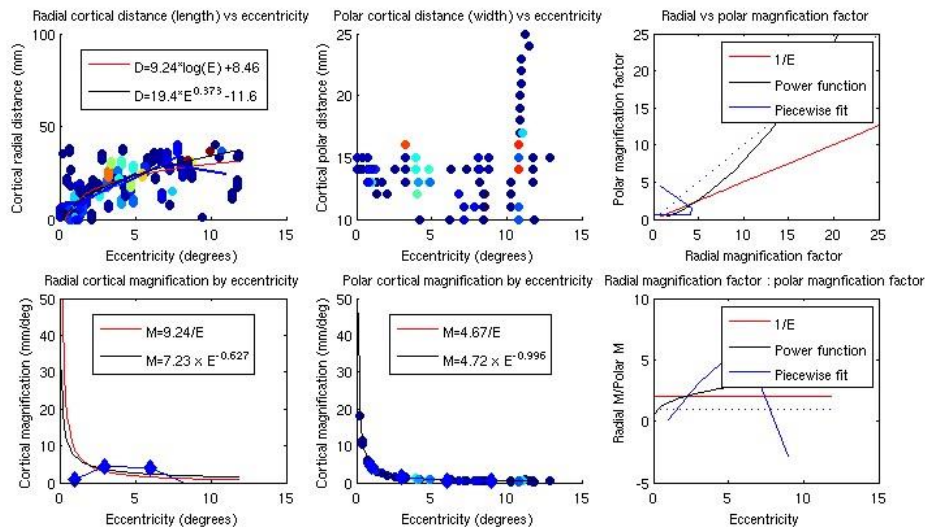 Radial cortical distance (length) vs eccentricity
100
50
0
Cortical radial distance (mm)
D=9.24*log(E) +8.46
D=19.4*E^0.373 -11.6
0 5 10 15
Eccentricity (degrees)
Polar cortical distance (width) vs eccentricity
25
20
15
10
Cortical polar distance (mm)
0 5 10 15
Eccentricity (degrees)
Radial vs polar magnfication factor
25
20
15
10
5
0
Polar magnification factor
1/E
Power function
Piecewise fit
0 5 10 15 20 25
Radial magnification factor
Radial cortical magnification by eccentricity
50
40
30
20
10
0
Cortical magnification (mm/deg)
M=9.24/E
M=7.23 × E^-0.627
0 5 10 15
Eccentricity (degrees)
Polar cortical magnification by eccentricity
50
40
30
20
10
0
Cortical magnification (mm/deg)
M=4.67/E
M=4.72 × E^-0.996
0 5 10 15
Eccentricity (degrees)
Radial magnification factor : polar magnfication factor
10
5
0
-5
Radial M/Polar M
1/E
Power function
Piecewise fit
0 5 10 15
Eccentricity